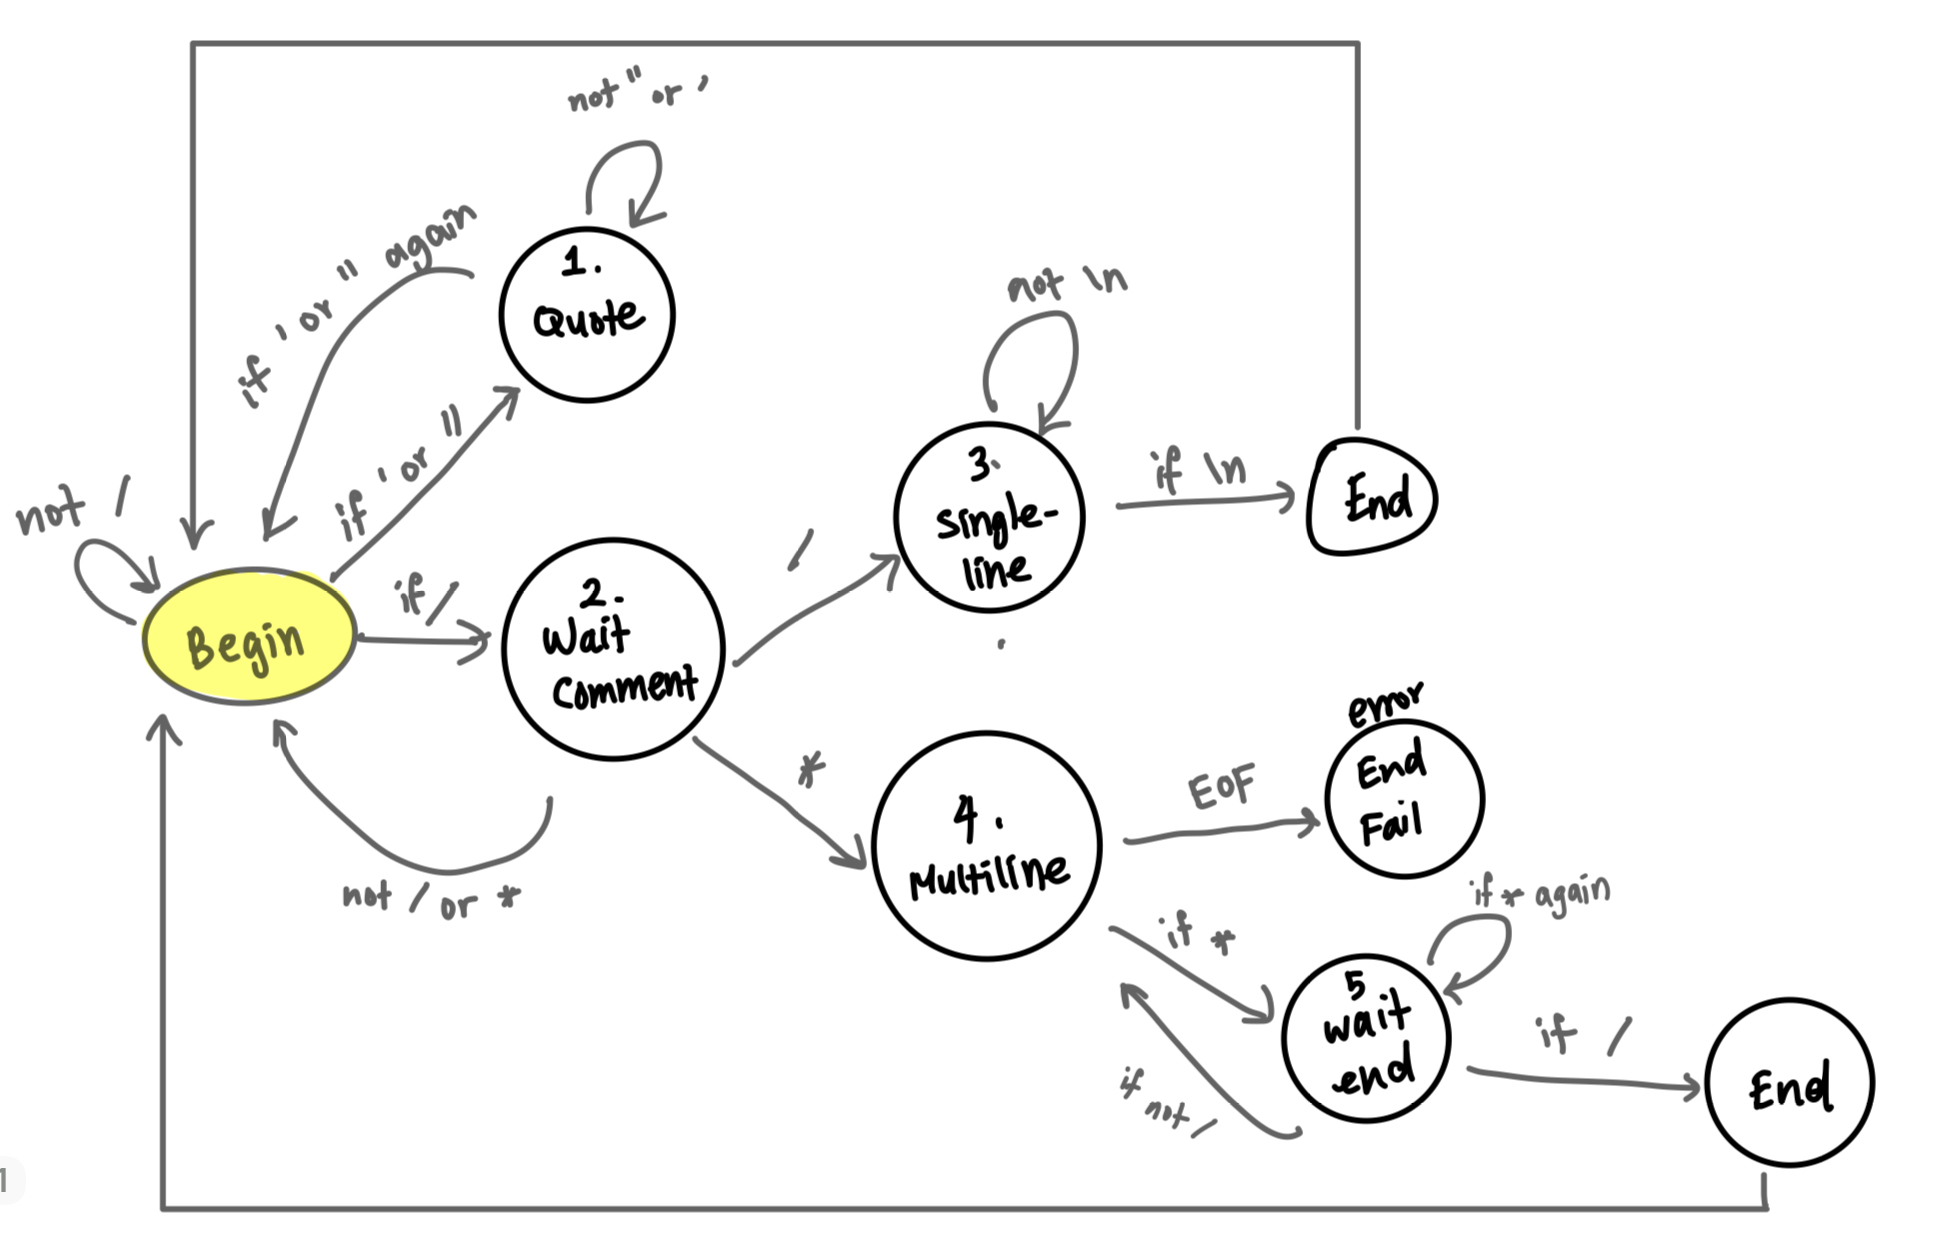 not " or '
if ' or " again
1.
Quote
not \n
if ' or "
not /
3.
single-
line
if \n
End
Begin
if /
2.
Wait
Comment
/
*
not / or *
error
End
Fail
4.
Multiline
EOF
if * again
if *
5
wait
end
if /
End
if
not /
1